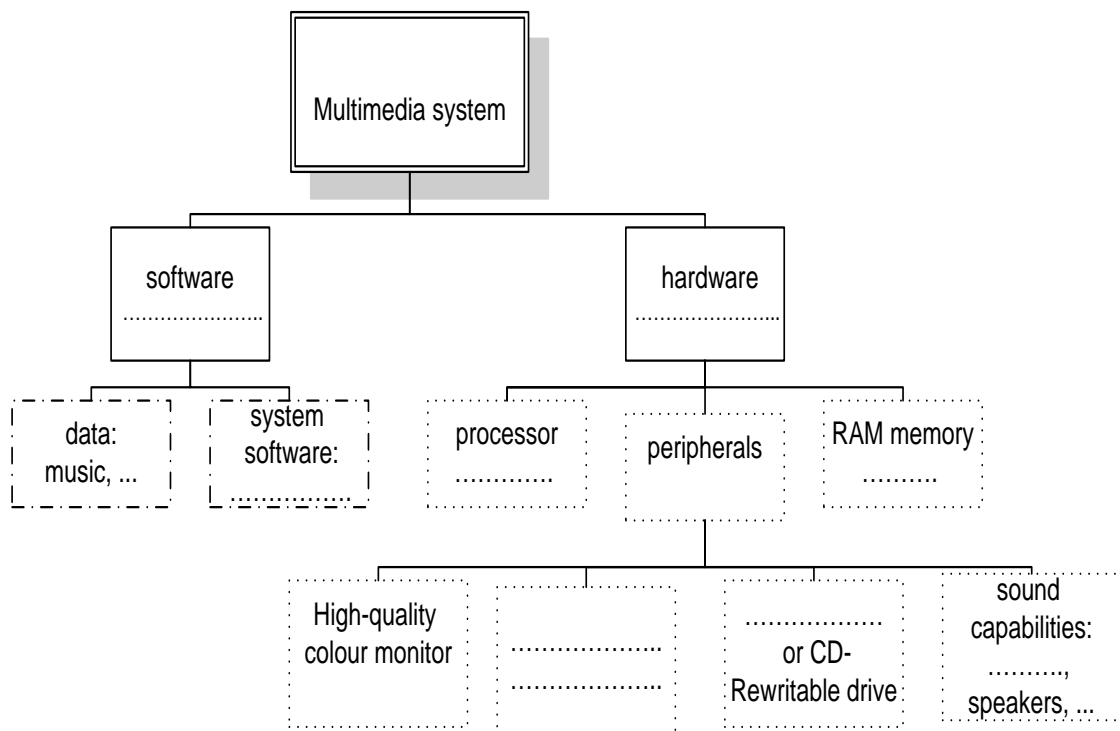 Multimedia system
software
…………………..
hardware
…………………...
data:
music, ...
system
software:
……………
processor
………….
peripherals
RAM memory
……….
High-quality
colour monitor
………………..
………………..
………………
or CD-
Rewritable drive
sound
capabilities:
………..,
speakers, ...